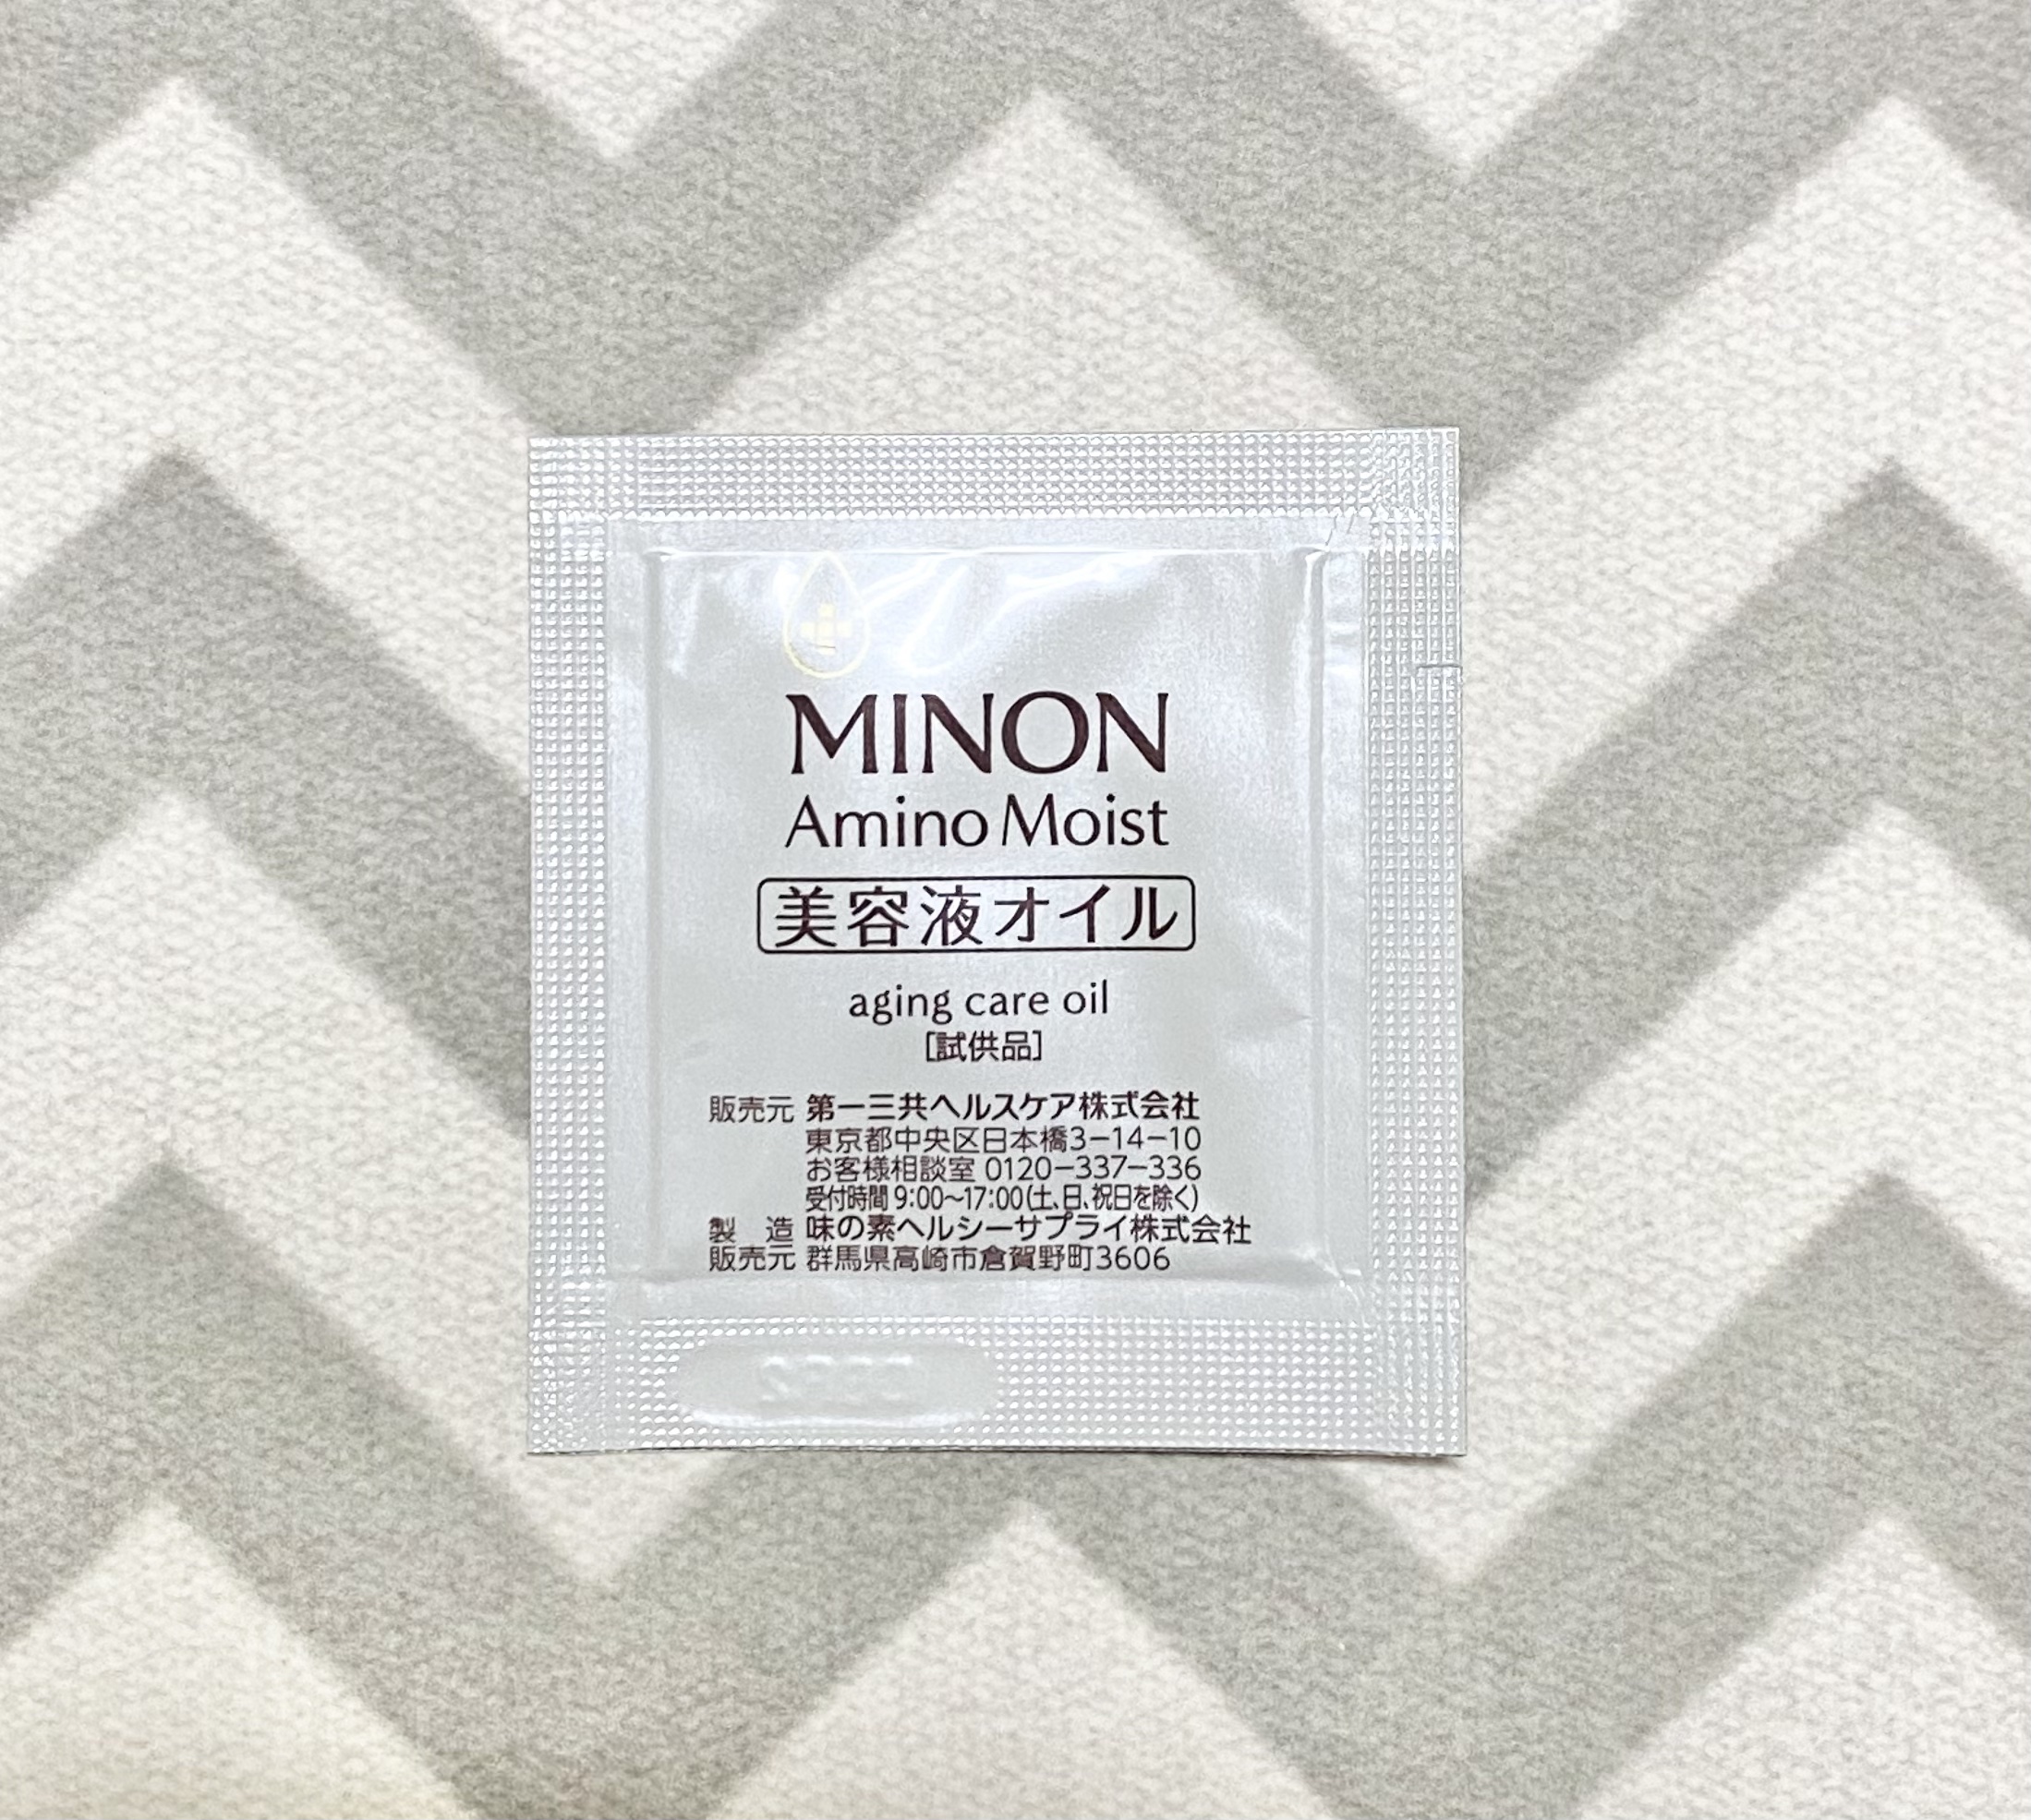 MINON
Amino Moist
美容液オイル
aging care oil
[試供品]
販売元 第一三共ヘルスケア株式会社
東京都中央区日本橋3−14−10
お客様相談室 0120−337−336
受付時間 9:00〜17:00(土、日、祝日を除く)
製　造 味の素ヘルシーサプライ株式会社
販売元 群馬県高崎市倉賀野町3606